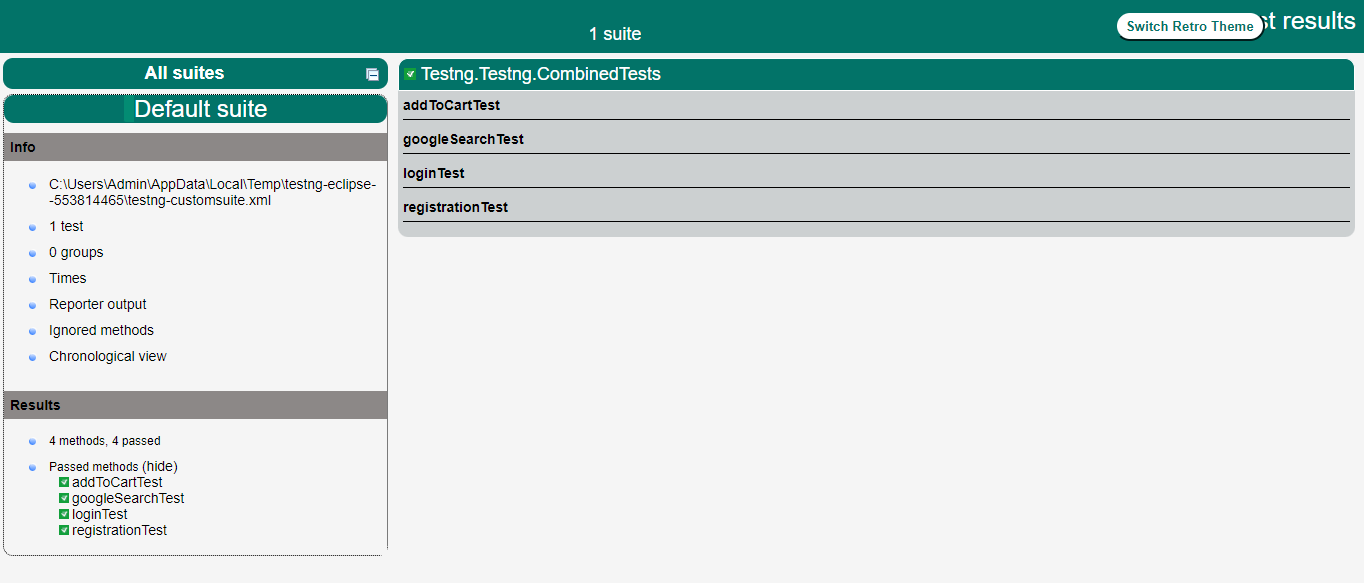 1 suite
Switch Retro Theme
st results
All suites
Default suite
Info
C:\Users\Admin\AppData\Local\Temp\testng-eclipse-
-553814465\testng-customsuite.xml
1 test
0 groups
Times
Reporter output
Ignored methods
Chronological view
Results
4 methods, 4 passed
Passed methods (hide)
addToCartTest
googleSearchTest
loginTest
registrationTest
Testng.Testng.CombinedTests
addToCartTest
googleSearchTest
loginTest
registrationTest